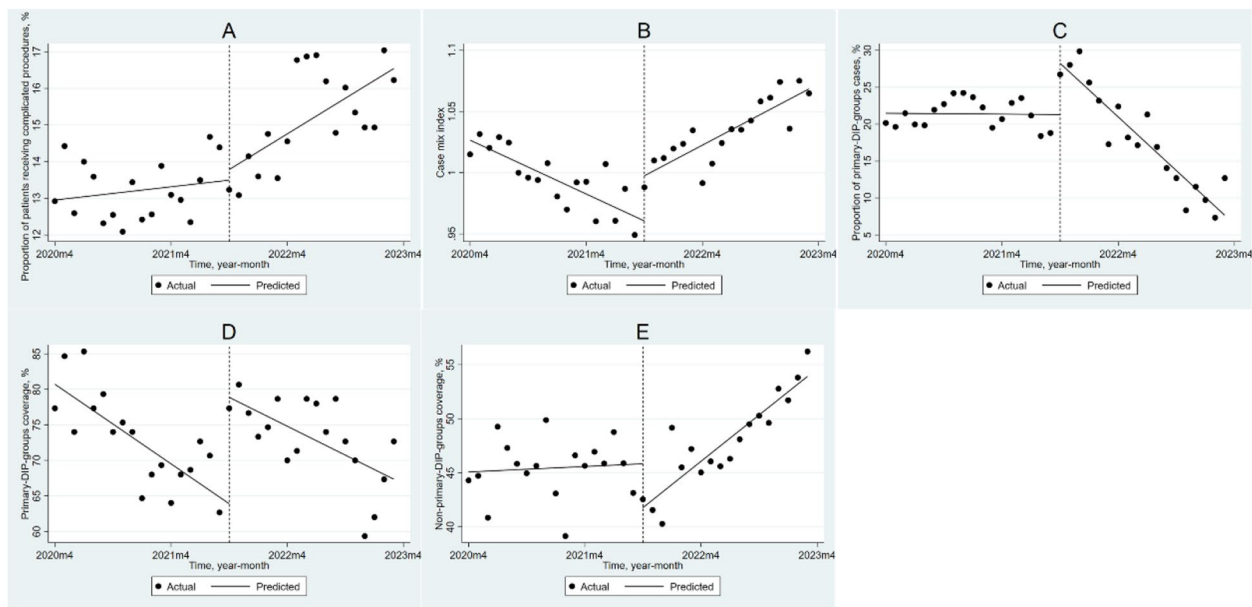 A
Proportion of patients receiving complicated procedures, %
17
16
15
14
13
12
2020m4 2021m4 2022m4 2023m4
Time, year-month
Actual Predicted
B
Case mix index
1.1
1.05
1
.95
2020m4 2021m4 2022m4 2023m4
Time, year-month
Actual Predicted
C
Proportion of primary-DIP-groups cases, %
30
25
20
15
10
5
2020m4 2021m4 2022m4 2023m4
Time, year-month
Actual Predicted
D
Primary-DIP-groups coverage, %
85
80
75
70
65
60
2020m4 2021m4 2022m4 2023m4
Time, year-month
Actual Predicted
E
Non-primary-DIP-groups coverage, %
55
50
45
40
2020m4 2021m4 2022m4 2023m4
Time, year-month
Actual Predicted